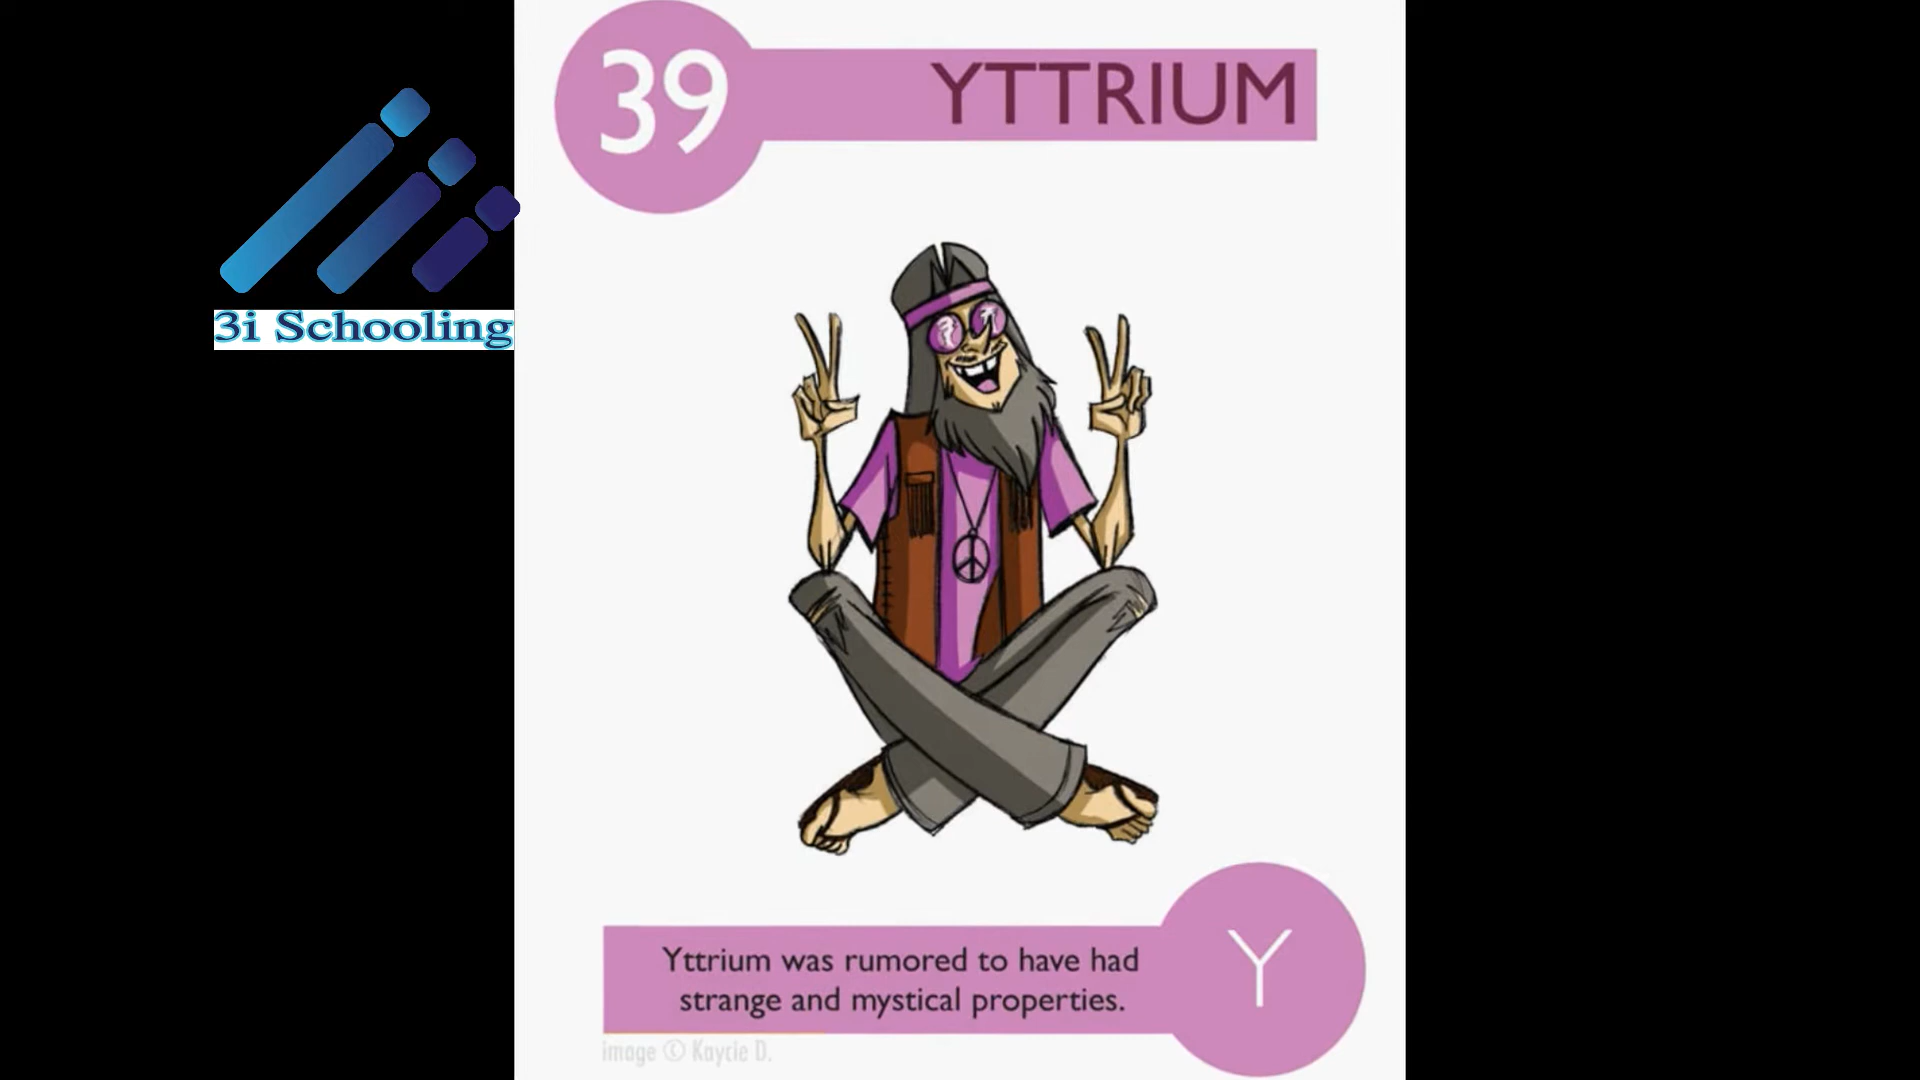 39
YTTRIUM
3i Schooling
Yttrium was rumored to have had
strange and mystical properties.
Y
image © Kaycie D.